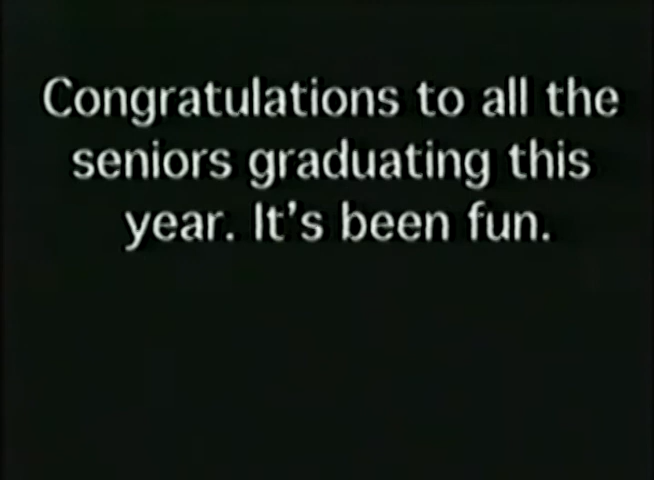 Congratulations to all the
seniors graduating this
year. It's been fun.